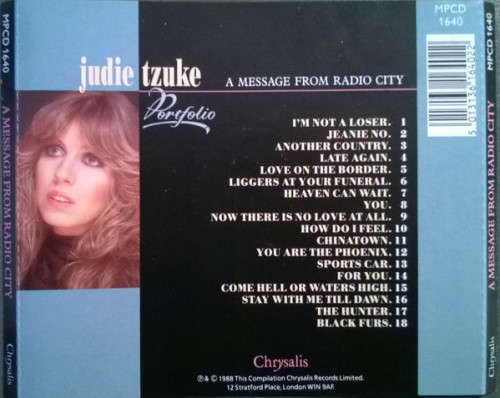 MPCD 1640
A MESSAGE FROM RADIO CITY
Chrysalis
judie tzuke
Portfolio
A MESSAGE FROM RADIO CITY
I'M NOT A LOSER. 1
JEANIE NO. 2
ANOTHER COUNTRY. 3
LATE AGAIN. 4
LOVE ON THE BORDER. 5
LIGGERS AT YOUR FUNERAL. 6
HEAVEN CAN WAIT. 7
YOU. 8
NOW THERE IS NO LOVE AT ALL. 9
HOW DO I FEEL. 10
CHINATOWN. 11
YOU ARE THE PHOENIX. 12
SPORTS CAR. 13
FOR YOU. 14
COME HELL OR WATERS HIGH. 15
STAY WITH ME TILL DAWN. 16
THE HUNTER. 17
BLACK FURS. 18
Chrysalis
℗ & © 1988 This Compilation Chrysalis Records Limited.
12 Stratford Place, London WIN 9AF.
MPCD
1640
MPCD 1640
A MESSAGE FROM RADIO CITY
Chrysalis